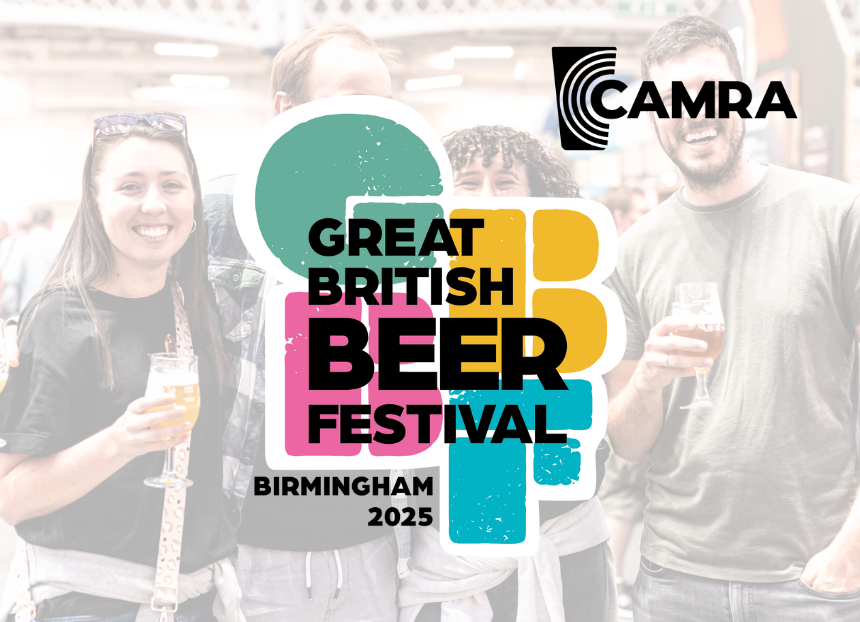 CAMRA
GREAT
BRITISH
BEER
FESTIVAL
BIRMINGHAM
2025